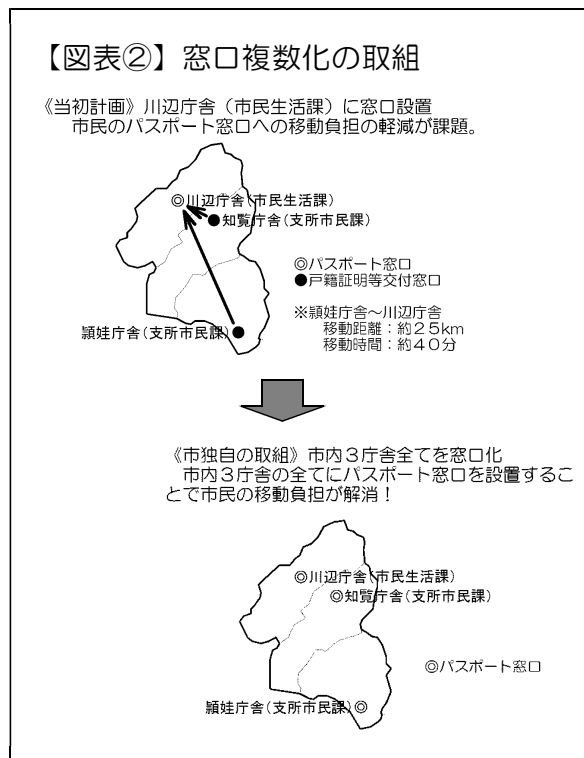 【図表②】窓口複数化の取組
《当初計画》川辺庁舎（市民生活課）に窓口設置
市民のパスポート窓口への移動負担の軽減が課題。
◎川辺庁舎(市民生活課)
●知覧庁舎(支所市民課)
◎パスポート窓口
●戸籍証明等交付窓口
※頴娃庁舎～川辺庁舎
移動距離：約２５km
移動時間：約４０分
頴娃庁舎(支所市民課)●
《市独自の取組》市内３庁舎全てを窓口化
市内３庁舎の全てにパスポート窓口を設置するこ
とで市民の移動負担が解消！
◎川辺庁舎(市民生活課)
◎知覧庁舎(支所市民課)
◎パスポート窓口
頴娃庁舎(支所市民課)◎